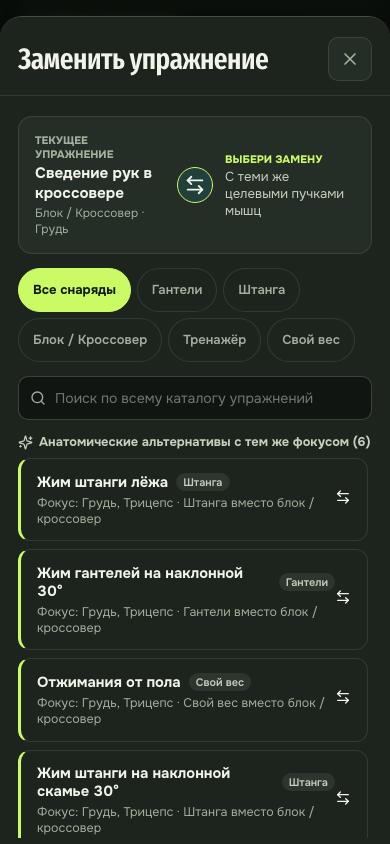 Заменить упражнение
ТЕКУЩЕЕ
УПРАЖНЕНИЕ
Сведение рук в
кроссовере
Блок / Кроссовер ·
Грудь
ВЫБЕРИ ЗАМЕНУ
С теми же
целевыми пучками
мышц
Все снаряды
Гантели
Штанга
Блок / Кроссовер
Тренажёр
Свой вес
Поиск по всему каталогу упражнений
Анатомические альтернативы с тем же фокусом (6)
Жим штанги лёжа
Штанга
Фокус: Грудь, Трицепс · Штанга вместо блок /
кроссовер
Жим гантелей на наклонной
30°
Гантели
Фокус: Грудь, Трицепс · Гантели вместо блок /
кроссовер
Отжимания от пола
Свой вес
Фокус: Грудь, Трицепс · Свой вес вместо блок /
кроссовер
Жим штанги на наклонной
скамье 30°
Штанга
Фокус: Грудь, Трицепс · Штанга вместо блок /
кроссовер